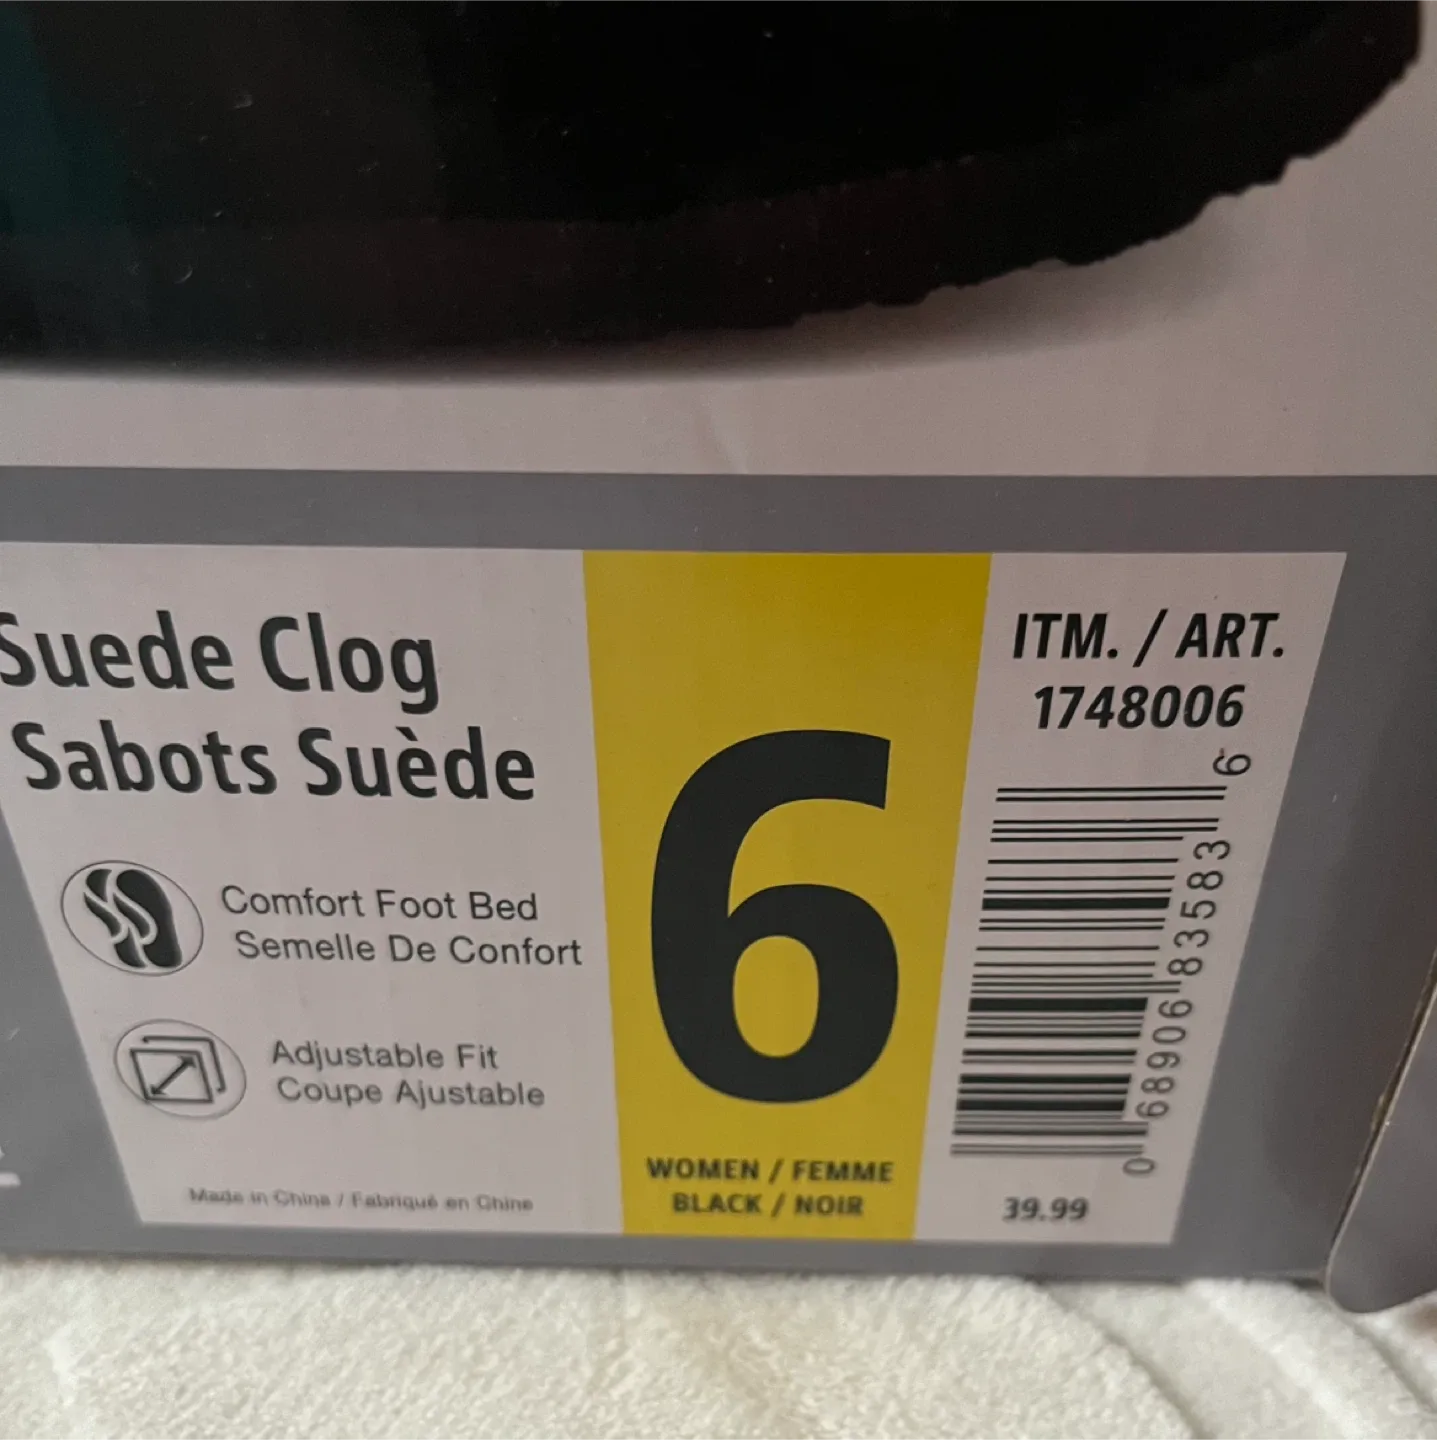 Suede Clog
Sabots Suède
Comfort Foot Bed
Semelle De Confort
Adjustable Fit
Coupe Ajustable
Made in China / Fabriqué en Chine
6
WOMEN / FEMME
BLACK / NOIR
ITM. / ART.
1748006
0 68906 83583 6
39.99